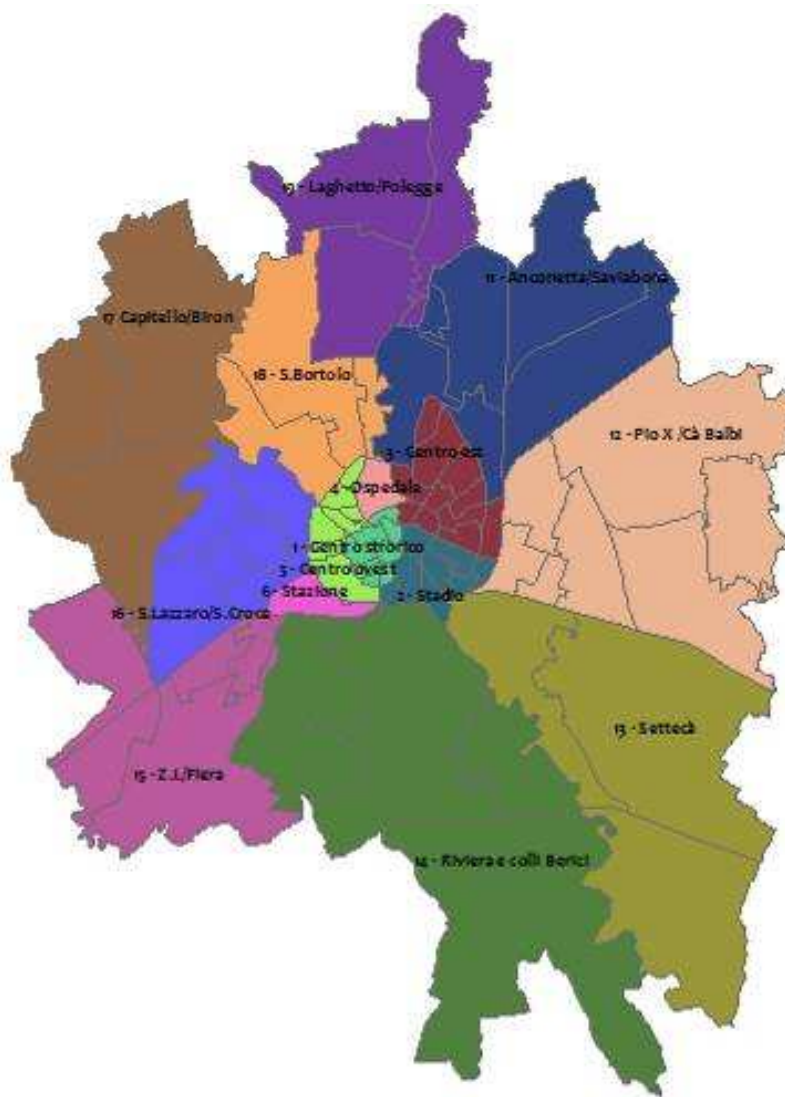 19 - Laghetto/Polegge
11 - Anconetta/Saviabona
17 Capitello/Biron
18 - S.Bortolo
3 - Centro est
12 - Pio X /Cà Balbi
4 - Ospedale
1 - Centro strorico
5 - Centro ovest
6 - Stazione
2 - Stadio
16 - S.Lazzaro/S.Croce
13 - Settecà
15 - Z.I./Fiera
14 - Riviera e colli Berici